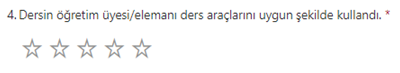 4. Dersin öğretim üyesi/elemanı ders araçlarını uygun şekilde kullandı. *